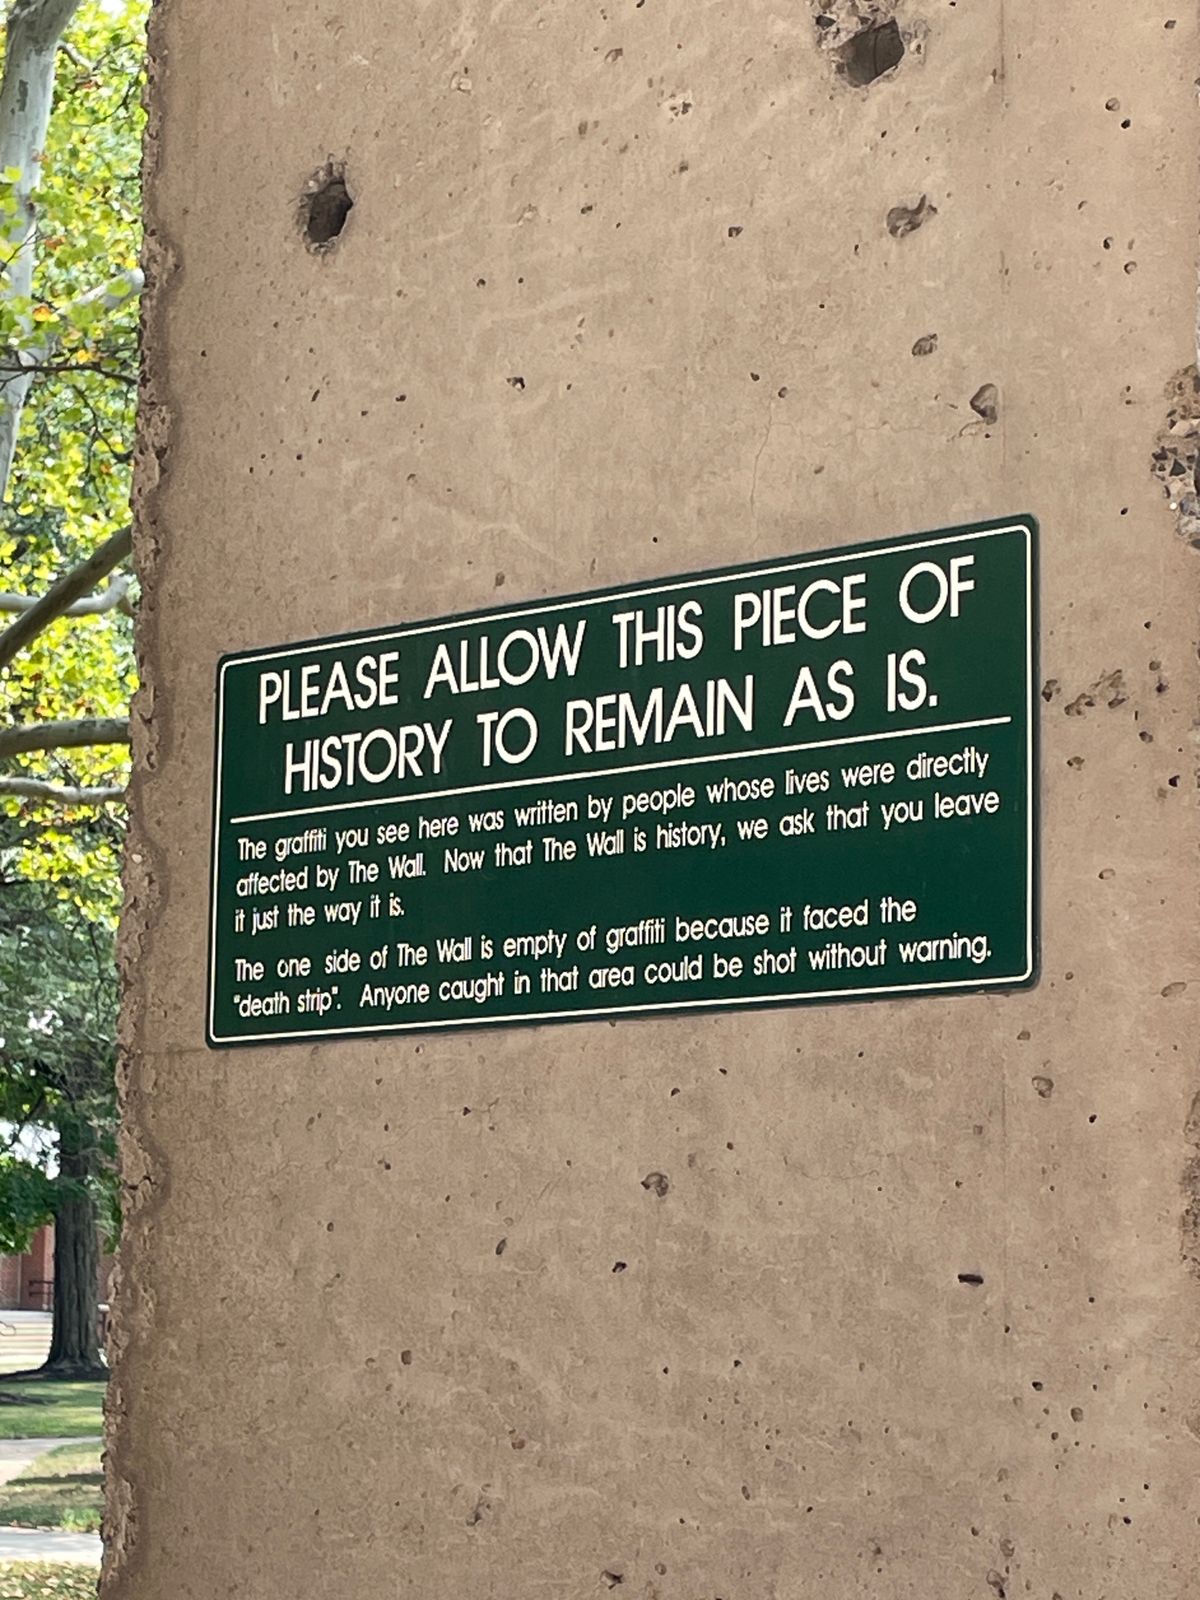 PLEASE ALLOW THIS PIECE OF
HISTORY TO REMAIN AS IS.
The graffiti you see here was written by people whose lives were directly
affected by The Wall. Now that The Wall is history, we ask that you leave
it just the way it is.
The one side of The Wall is empty of graffiti because it faced the
"death strip". Anyone caught in that area could be shot without warning.